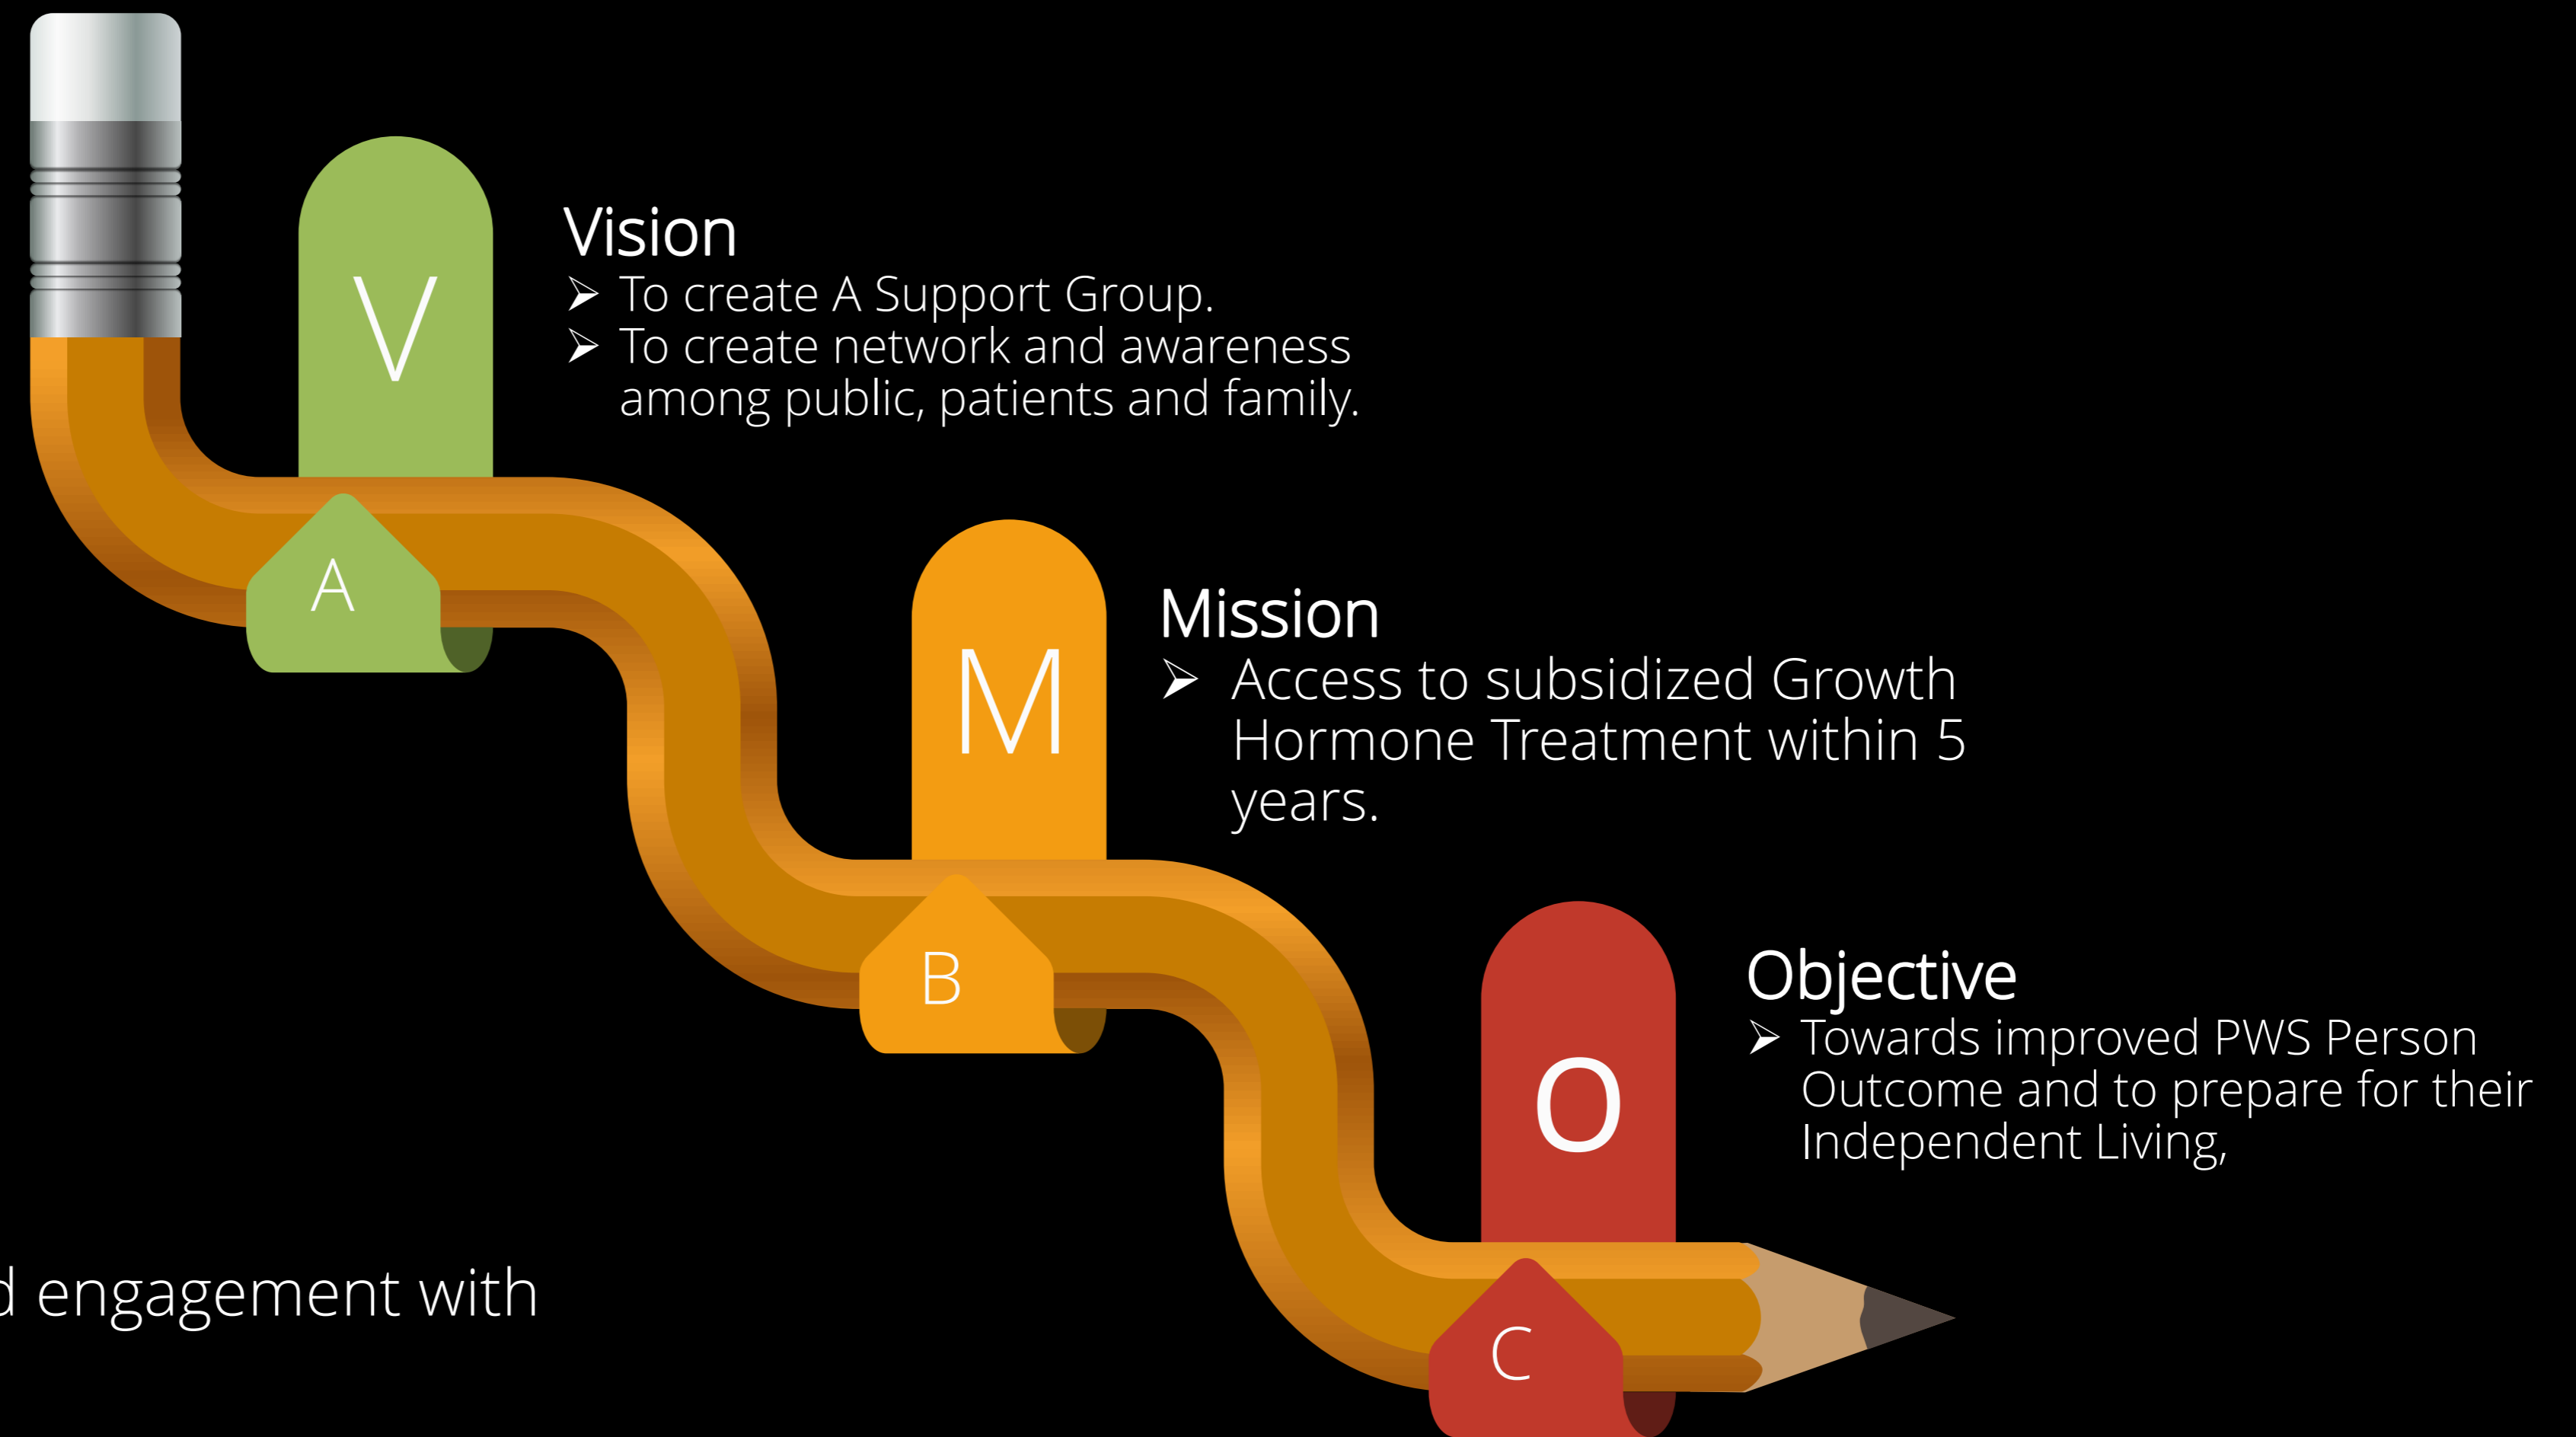 V
Vision
➢ To create A Support Group.
➢ To create network and awareness
among public, patients and family.
A
M
Mission
➢ Access to subsidized Growth
Hormone Treatment within 5
years.
B
O
Objective
➢ Towards improved PWS Person
Outcome and to prepare for their
Independent Living,
engagement with
C